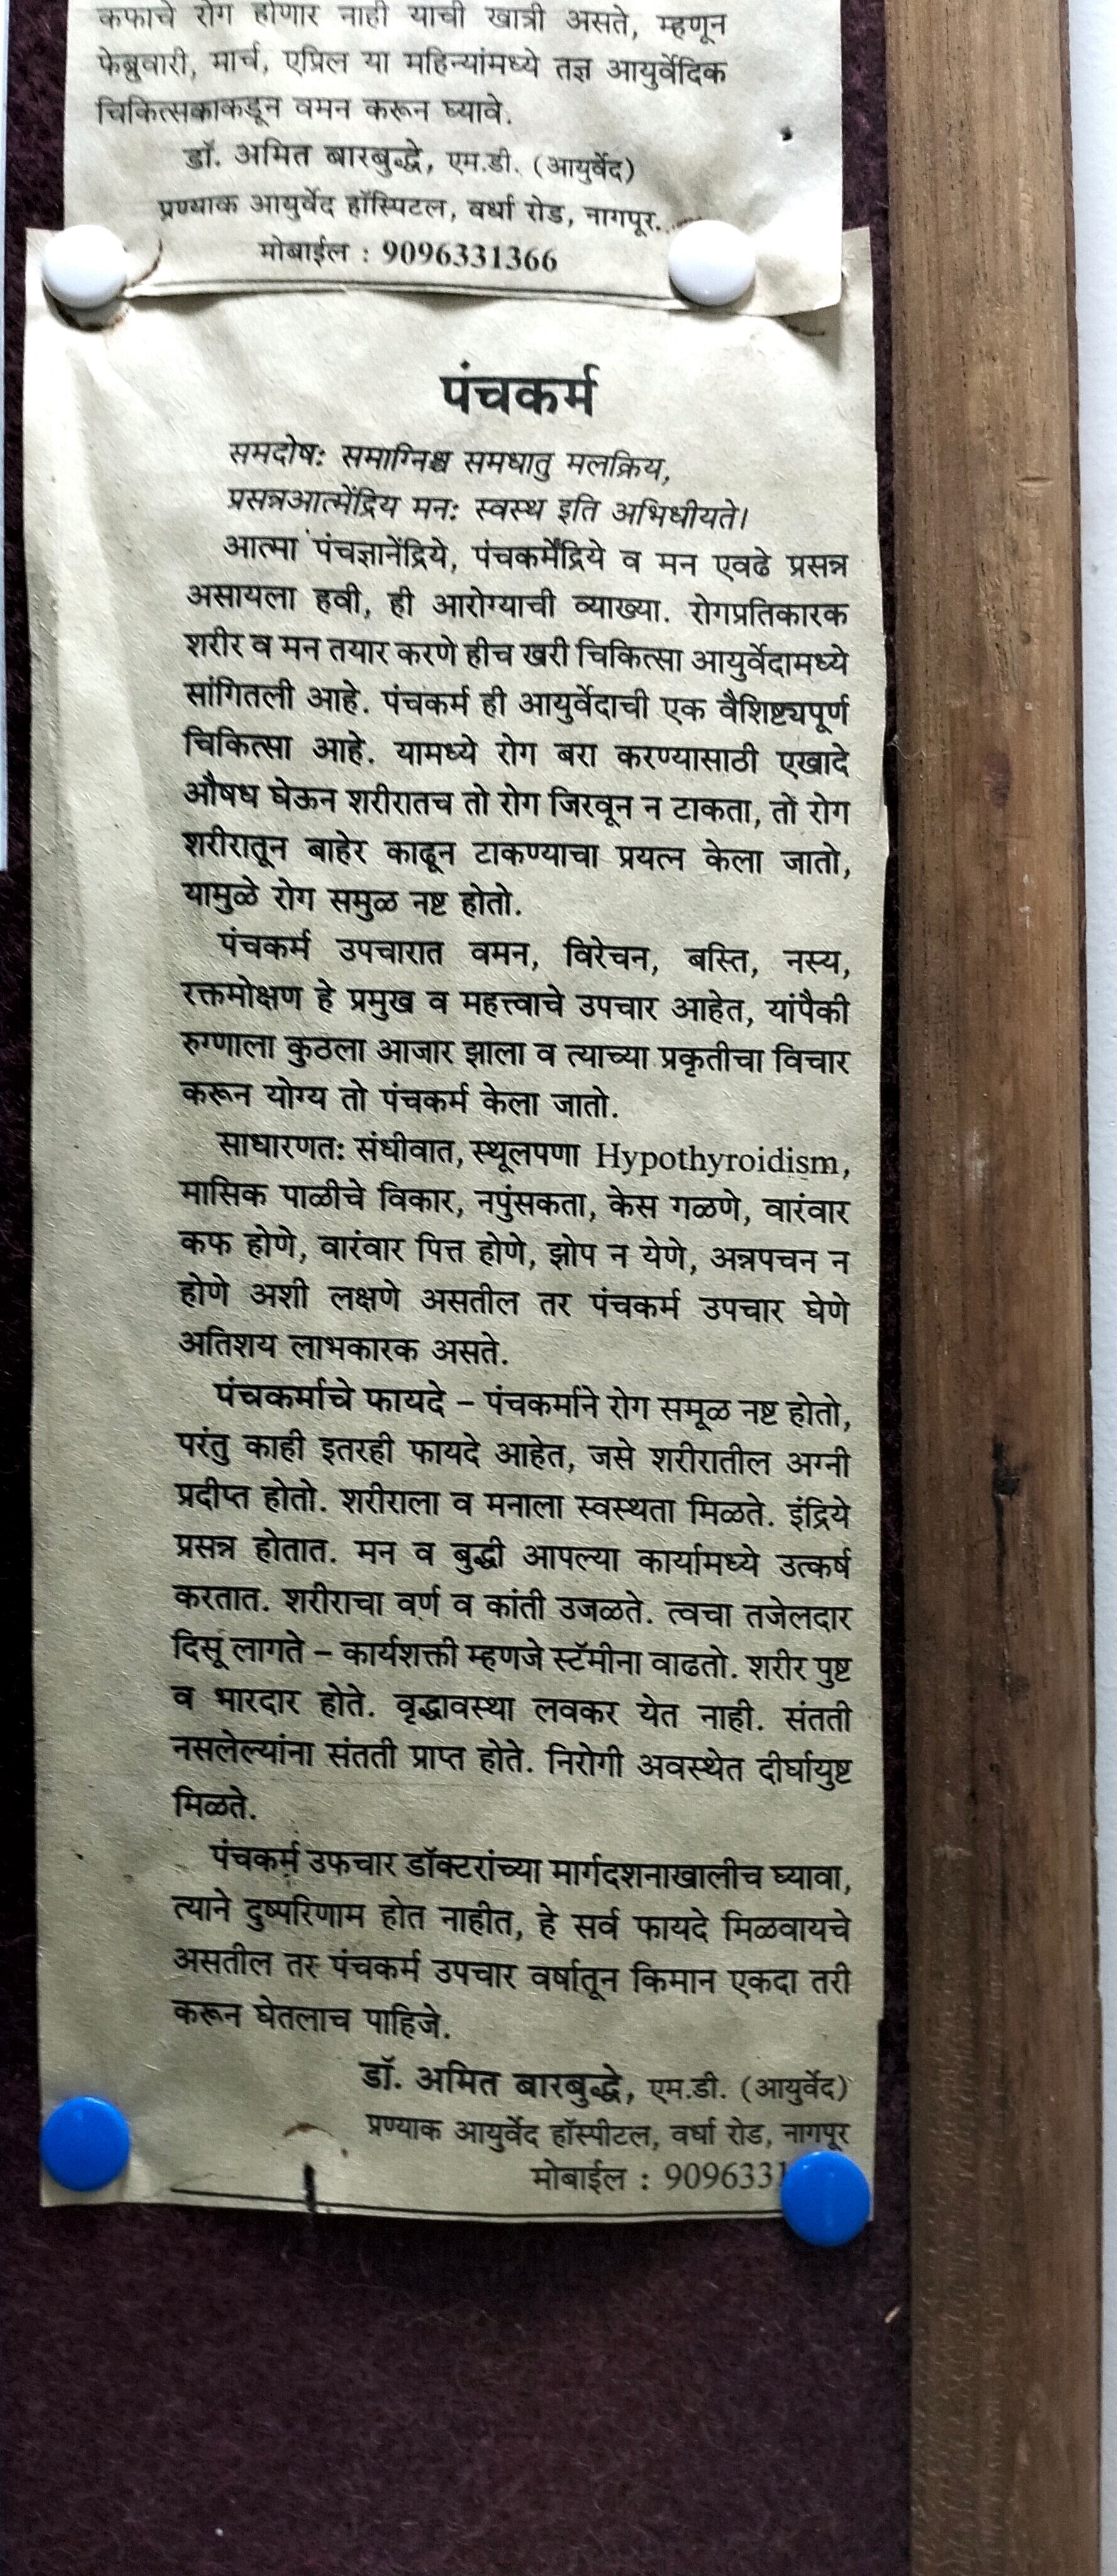 कफाचे रोग होणार नाही याची खात्री असते, म्हणून
फेब्रुवारी, मार्च, एप्रिल या महिन्यांमध्ये तज्ञ आयुर्वेदिक
चिकित्सकाकडून वमन करून घ्यावे.
डॉ. अमित बारबुद्धे, एम.डी. (आयुर्वेद)
प्रण्याक आयुर्वेद हॉस्पिटल, वर्धा रोड, नागपूर.
मोबाईल : 9096331366
पंचकर्म
समदोष: समाग्निश्च समधातु मलक्रिय,
प्रसन्नआत्मेंद्रिय मन: स्वस्थ इति अभिधीयते।
आत्मा पंचज्ञानेंद्रिये, पंचकर्मेंद्रिये व मन एवढे प्रसन्न
असायला हवी, ही आरोग्याची व्याख्या. रोगप्रतिकारक
शरीर व मन तयार करणे हीच खरी चिकित्सा आयुर्वेदामध्ये
सांगितली आहे. पंचकर्म ही आयुर्वेदाची एक वैशिष्ट्यपूर्ण
चिकित्सा आहे. यामध्ये रोग बरा करण्यासाठी एखादे
औषध घेऊन शरीरातच तो रोग जिरवून न टाकता, तो रोग
शरीरातून बाहेर काढून टाकण्याचा प्रयत्न केला जातो,
यामुळे रोग समुळ नष्ट होतो.
पंचकर्म उपचारात वमन, विरेचन, बस्ति, नस्य,
रक्तमोक्षण हे प्रमुख व महत्त्वाचे उपचार आहेत, यांपैकी
रुग्णाला कुठला आजार झाला व त्याच्या प्रकृतीचा विचार
करून योग्य तो पंचकर्म केला जातो.
साधारणत: संधीवात, स्थूलपणा Hypothyroidism,
मासिक पाळीचे विकार, नपुंसकता, केस गळणे, वारंवार
कफ होणे, वारंवार पित्त होणे, झोप न येणे, अन्नपचन न
होणे अशी लक्षणे असतील तर पंचकर्म उपचार घेणे
अतिशय लाभकारक असते.
पंचकर्माचे फायदे – पंचकर्माने रोग समूळ नष्ट होतो,
परंतु काही इतरही फायदे आहेत, जसे शरीरातील अग्नी
प्रदीप्त होतो. शरीराला व मनाला स्वस्थता मिळते. इंद्रिये
प्रसन्न होतात. मन व बुद्धी आपल्या कार्यामध्ये उत्कर्ष
करतात. शरीराचा वर्ण व कांती उजळते. त्वचा तजेलदार
दिसू लागते – कार्यशक्ती म्हणजे स्टॅमीना वाढतो. शरीर पुष्ट
व भारदार होते. वृद्धावस्था लवकर येत नाही. संतती
नसलेल्यांना संतती प्राप्त होते. निरोगी अवस्थेत दीर्घायुष्ट
मिळते.
पंचकर्म उफचार डॉक्टरांच्या मार्गदशनाखालीच घ्यावा,
त्याने दुष्परिणाम होत नाहीत, हे सर्व फायदे मिळवायचे
असतील तर पंचकर्म उपचार वर्षातून किमान एकदा तरी
करून घेतलाच पाहिजे.
डॉ. अमित बारबुद्धे, एम.डी. (आयुर्वेद)
प्रण्याक आयुर्वेद हॉस्पीटल, वर्धा रोड, नागपूर
मोबाईल : 9096331